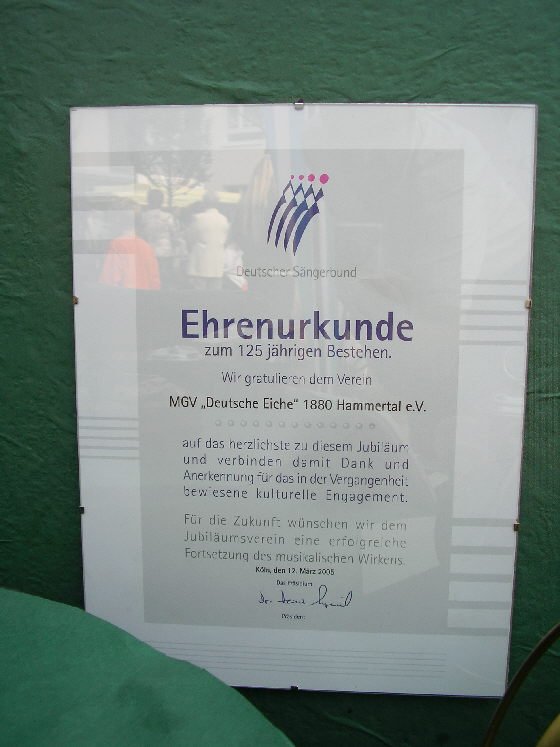 Deutscher Sängerbund
Ehrenurkunde
zum 125 jährigen Bestehen.
Wir gratulieren dem Verein
MGV „Deutsche Eiche" 1880 Hammertal e.V.
auf das herzlichste zu diesem Jubiläum
und verbinden damit Dank und
Anerkennung für das in der Vergangenheit
bewiesene kulturelle Engagement.
Für die Zukunft wünschen wir dem
Jubiläumsverein eine erfolgreiche
Fortsetzung des musikalischen Wirkens.
Köln, den 12. März 2005
Das Präsidium
Präsident